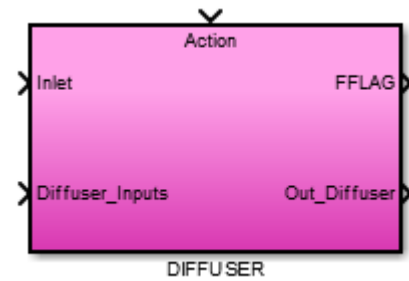 Action
Inlet
FFLAG
Diffuser_Inputs
Out_Diffuser
DIFFUSER